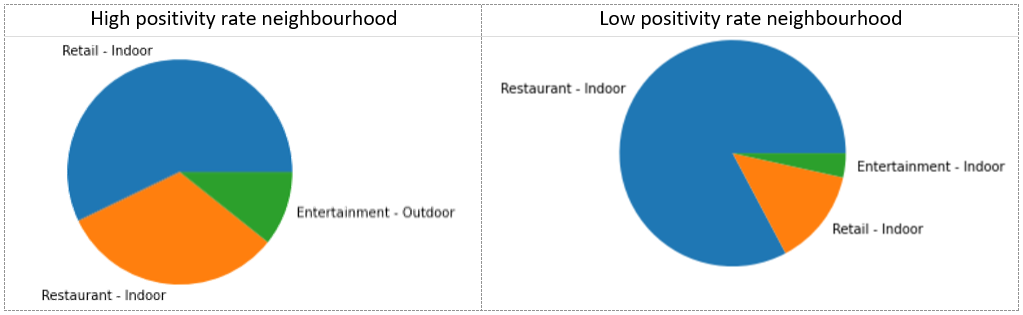 High positivity rate neighbourhood
Retail - Indoor
Entertainment - Outdoor
Restaurant - Indoor
Low positivity rate neighbourhood
Restaurant - Indoor
Entertainment - Indoor
Retail - Indoor